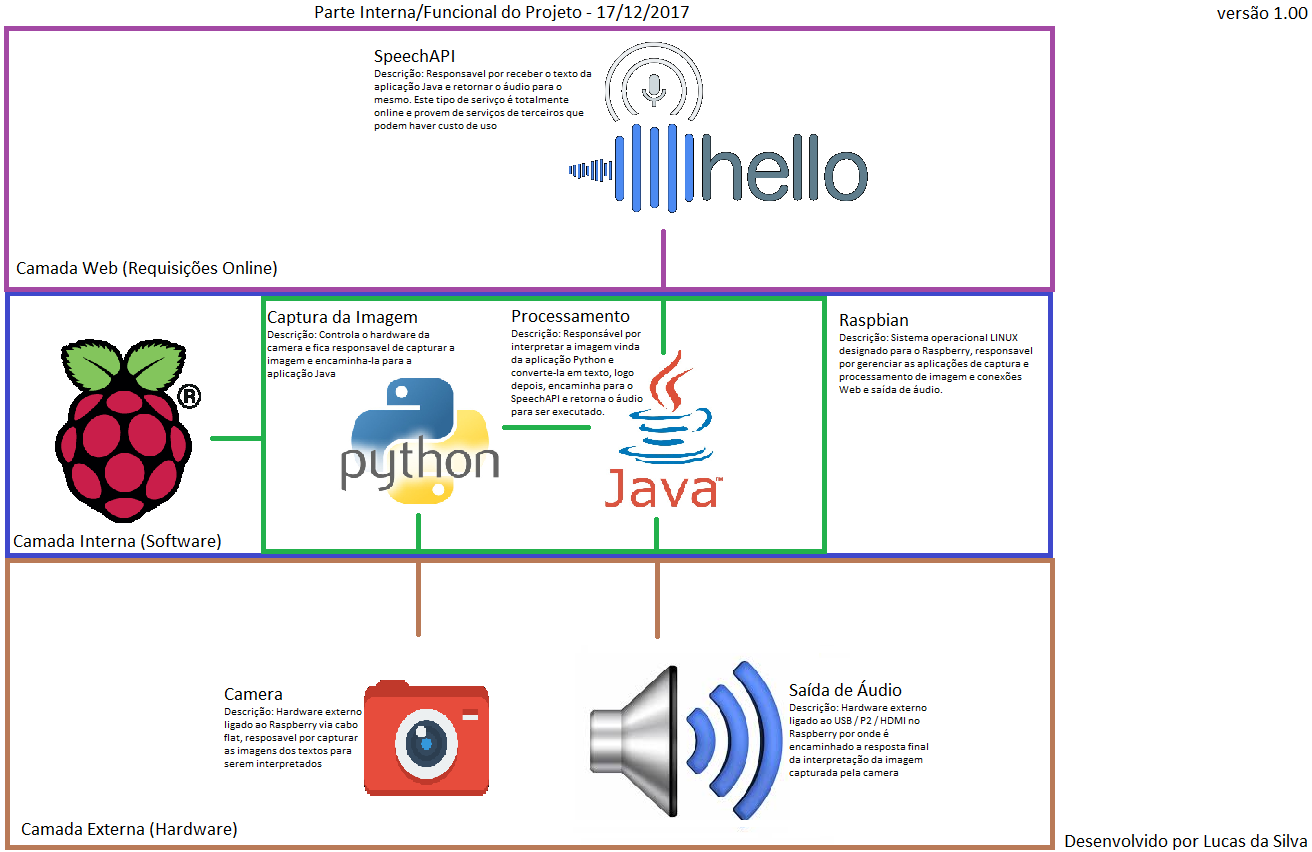 Parte Interna/Funcional do Projeto - 17/12/2017
versão 1.00
SpeechAPI
Descrição: Responsavel por receber o texto da
aplicação Java e retornar o áudio para o
mesmo. Este tipo de serivço é totalmente
online e provem de serviços de terceiros que
podem haver custo de uso
hello
Camada Web (Requisições Online)
Captura da Imagem
Descrição: Controla o hardware da
camera e fica responsavel de capturar a
imagem e encaminha-la para a
aplicação Java
Processamento
Descrição: Responsável por
interpretar a imagem vinda
da aplicação Python e
converte-la em texto, logo
depois, encaminha para o
SpeechAPI e retorna o áudio
para ser executado.
Raspbian
Descrição: Sistema operacional LINUX
designado para o Raspberry, responsavel
por gerenciar as aplicações de captura e
processamento de imagem e conexões
Web e saída de áudio.
®
python
Java™
Camada Interna (Software)
Camera
Descrição: Hardware externo
ligado ao Raspberry via cabo
flat, resposavel por capturar
as imagens dos textos para
serem interpretados
Saída de Áudio
Descrição: Hardware externo
ligado ao USB / P2 / HDMI no
Raspberry por onde é
encaminhado a resposta final
da interpretação da imagem
capturada pela camera
Camada Externa (Hardware)
Desenvolvido por Lucas da Silva